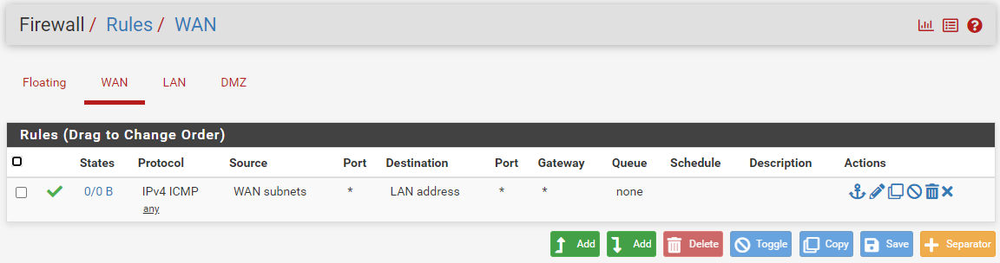 Firewall / Rules / WAN
Floating WAN LAN DMZ
Rules (Drag to Change Order)
States Protocol Source Port Destination Port Gateway Queue Schedule Description Actions
0/0 B IPv4 ICMP WAN subnets * LAN address * * none
any
Add Add Delete Toggle Copy Save Separator